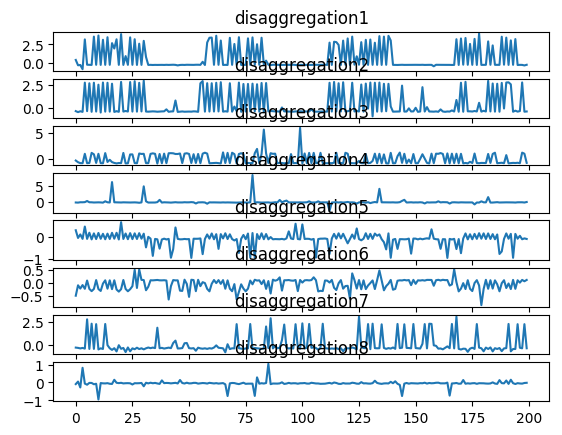 disaggregation1
2.5
0.0
disaggregation2
2.5
0.0
disaggregation3
5
0
disaggregation4
5
0
disaggregation5
0
−1
disaggregation6
0.5
0.0
−0.5
disaggregation7
2.5
0.0
disaggregation8
1
0
−1
0 25 50 75 100 125 150 175 200